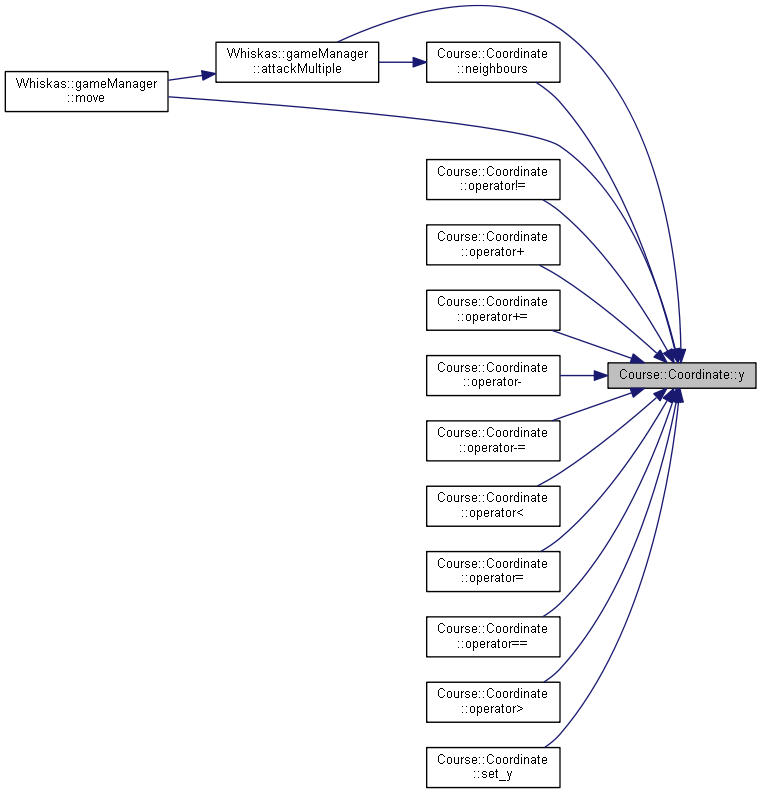 Whiskas::gameManager
::attackMultiple
Course::Coordinate
::neighbours
Whiskas::gameManager
::move
Course::Coordinate
::operator!=
Course::Coordinate
::operator+
Course::Coordinate
::operator+=
Course::Coordinate
::operator-
Course::Coordinate::y
Course::Coordinate
::operator-=
Course::Coordinate
::operator<
Course::Coordinate
::operator=
Course::Coordinate
::operator==
Course::Coordinate
::operator>
Course::Coordinate
::set_y